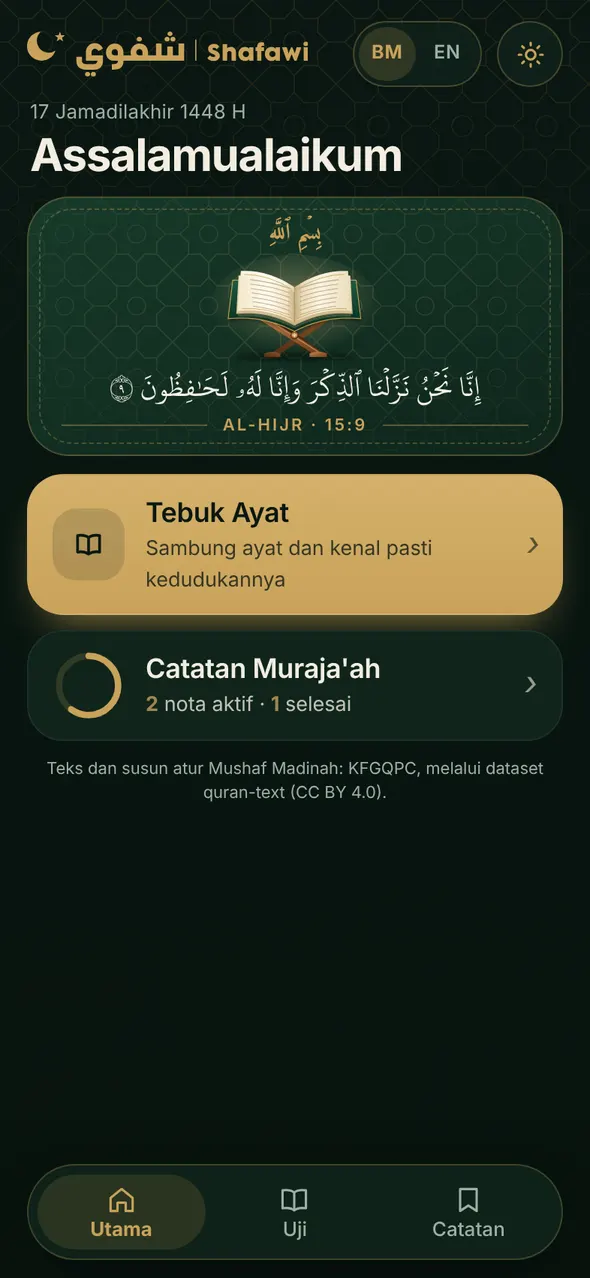 شفوي | Shafawi
BM EN
17 Jamadilakhir 1448 H
Assalamualaikum
بِسْمِ ٱللَّهِ
إِنَّا نَحْنُ نَزَّلْنَا ٱلذِّكْرَ وَإِنَّا لَهُۥ لَحَـٰفِظُونَ ٩
AL-HIJR · 15:9
Tebuk Ayat
Sambung ayat dan kenal pasti
kedudukannya
Catatan Muraja'ah
2 nota aktif · 1 selesai
Teks dan susun atur Mushaf Madinah: KFGQPC, melalui dataset
quran-text (CC BY 4.0).
Utama Uji Catatan